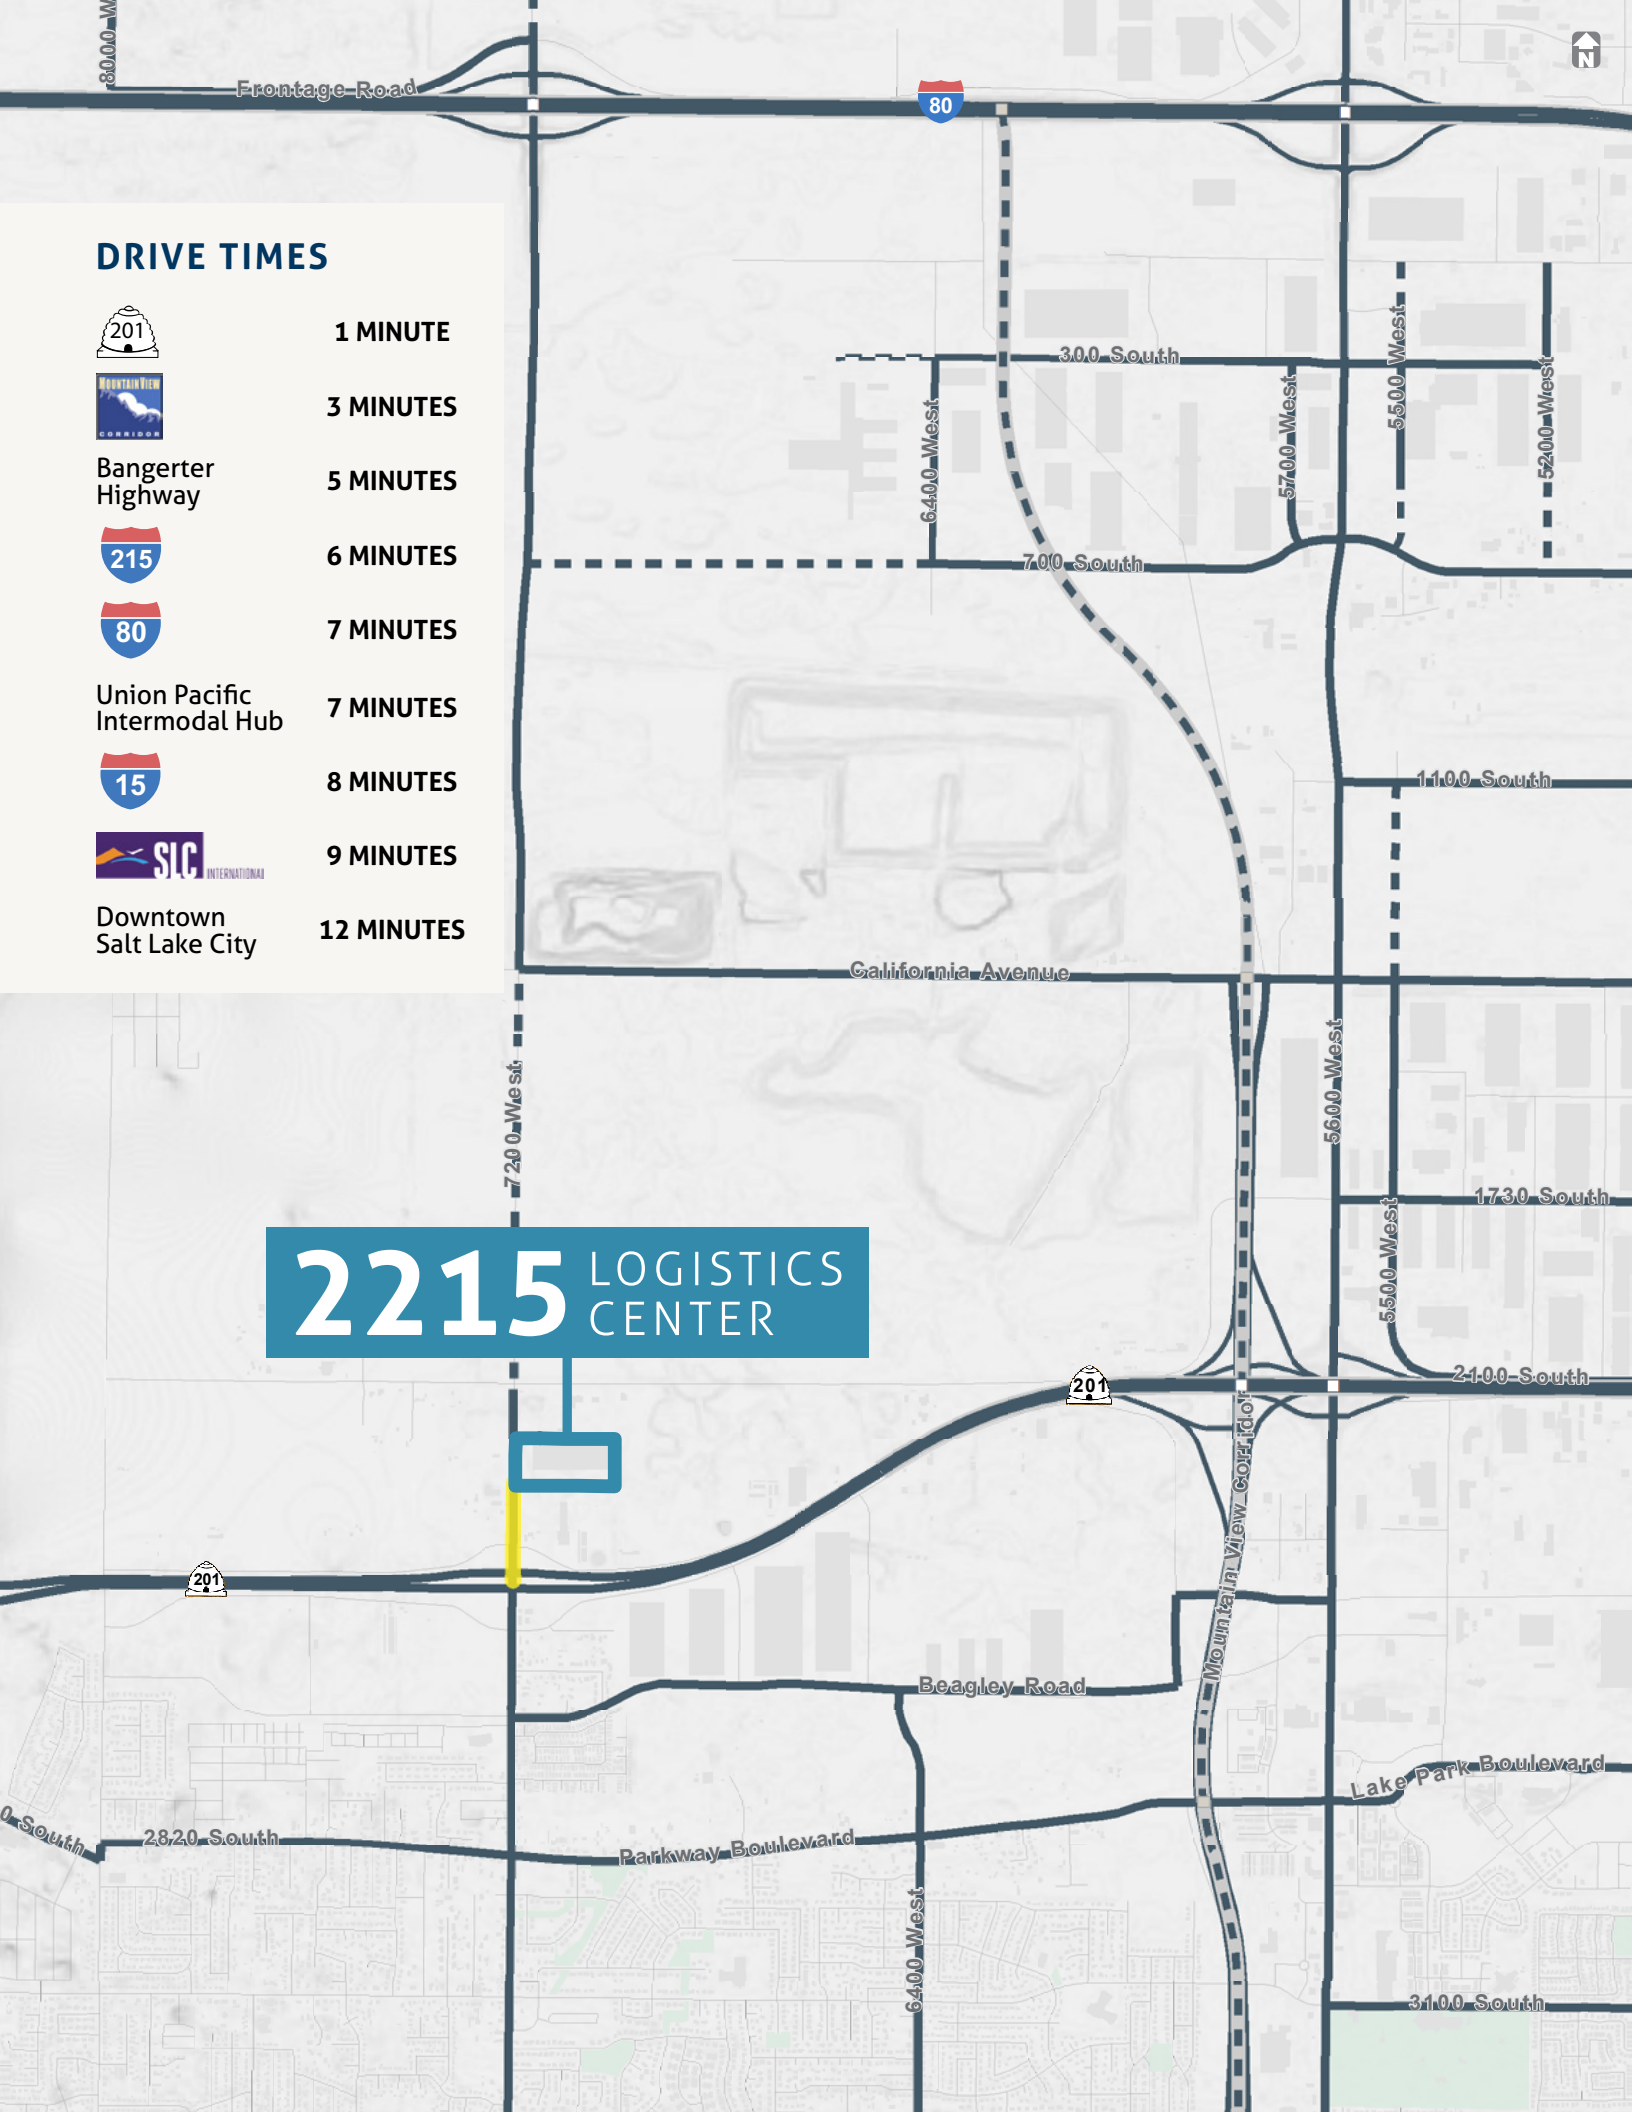 8000 W
Frontage Road
80
N
DRIVE TIMES
201
1 MINUTE
MOUNTAIN VIEW
CORRIDOR
3 MINUTES
Bangerter
Highway
5 MINUTES
215
6 MINUTES
80
7 MINUTES
Union Pacific
Intermodal Hub
7 MINUTES
15
8 MINUTES
SLC INTERNATIONAL
9 MINUTES
Downtown
Salt Lake City
12 MINUTES
300 South
6400 West
5700 West
5500 West
5200 West
700 South
1100 South
California Avenue
7200 West
5600 West
1730 South
5500 West
2215 LOGISTICS
CENTER
201
2100 South
Mountain View Corridor
201
Beagley Road
Lake Park Boulevard
0 South
2820 South
Parkway Boulevard
6400 West
3100 South